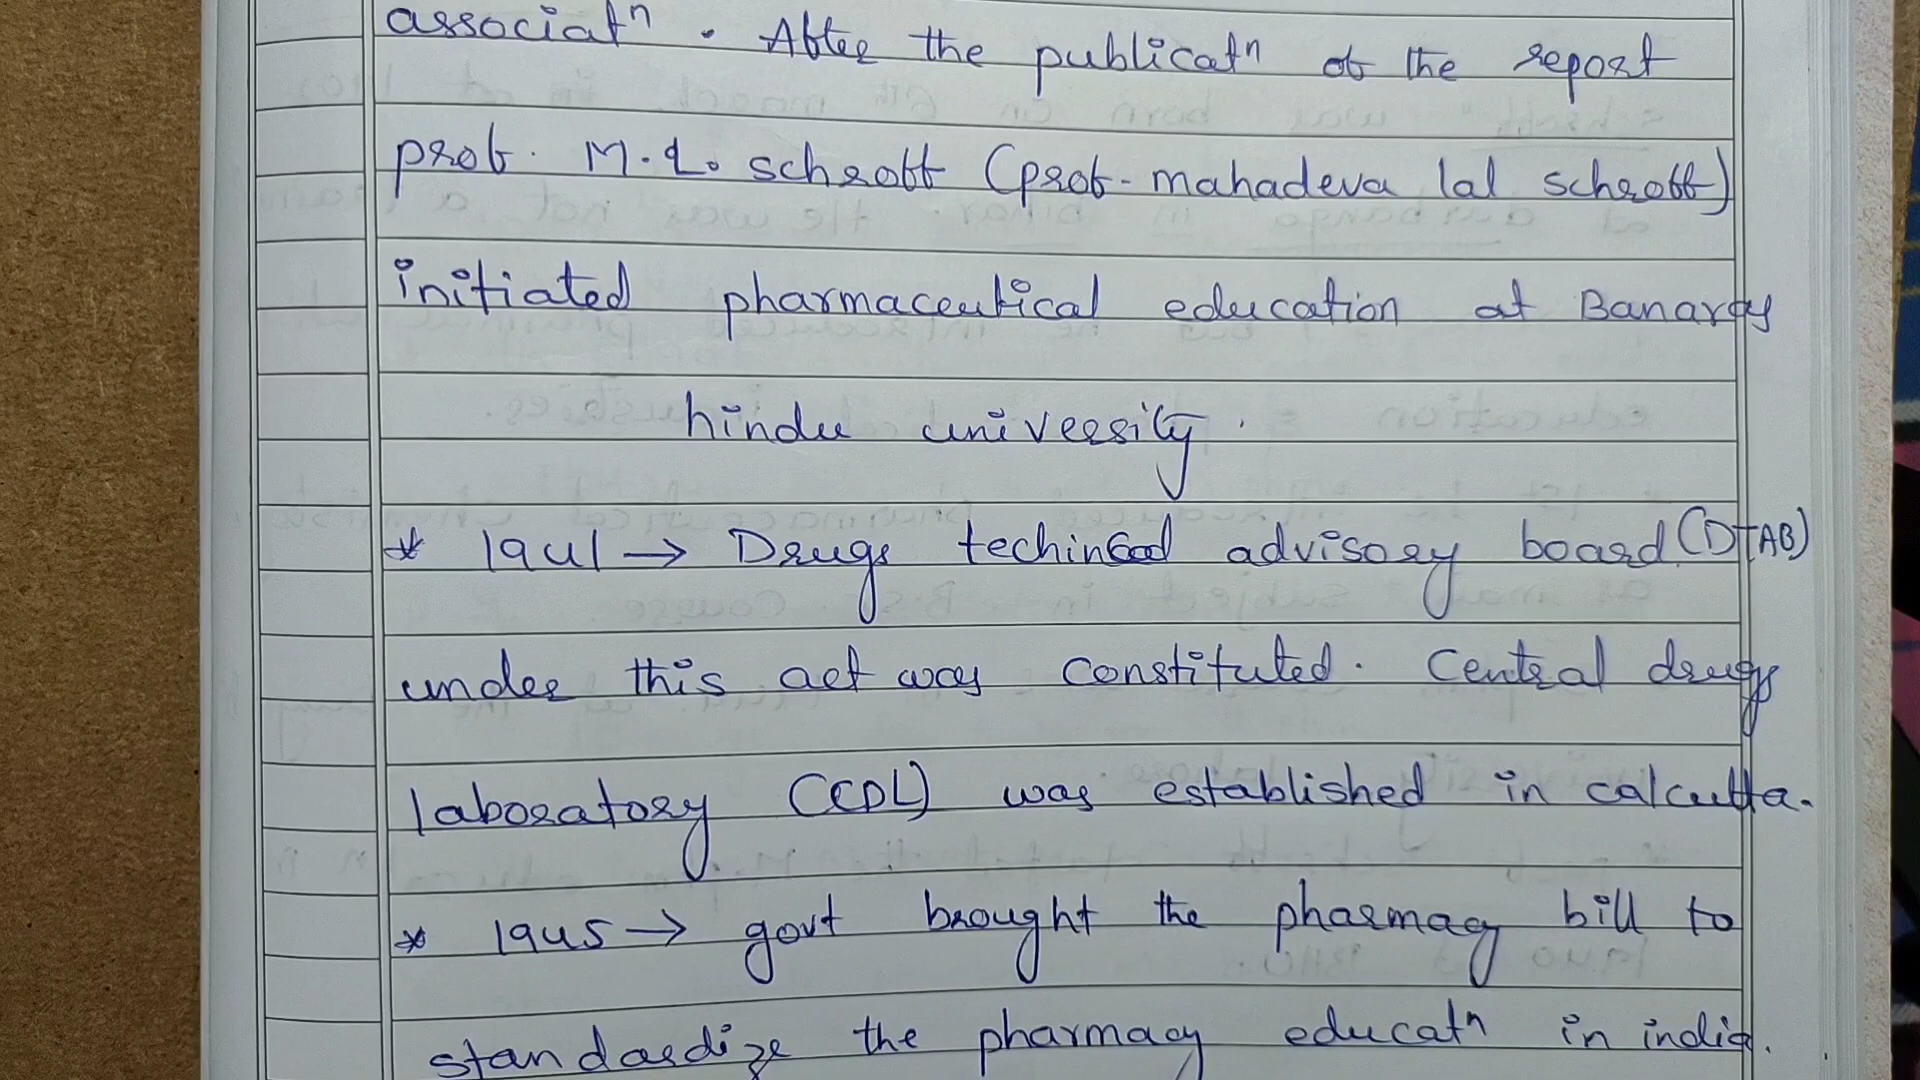 associatn . After the publicatn of the report
prof. M.L. schroff (prof. mahadeva lal schroff)
initiated pharmaceutical education at Banaras
hindu university.
* 1941 → Drugs advisory board (DTAB)
under this act was constituted. Central drugs
laboratory (CDL) was established in calcutta.
* 1945 → govt brought the pharmacy bill to
standardize the pharmacy educatn in india.